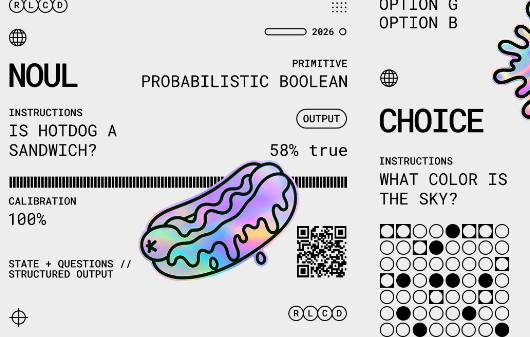 RLCD
2026
NOUL
PRIMITIVE
PROBABILISTIC BOOLEAN
INSTRUCTIONS
IS HOTDOG A
SANDWICH?
OUTPUT
58% true
CALIBRATION
100%
STATE + QUESTIONS //
STRUCTURED OUTPUT
RLCD
OPTION G
OPTION B
CHOICE
INSTRUCTIONS
WHAT COLOR IS
THE SKY?